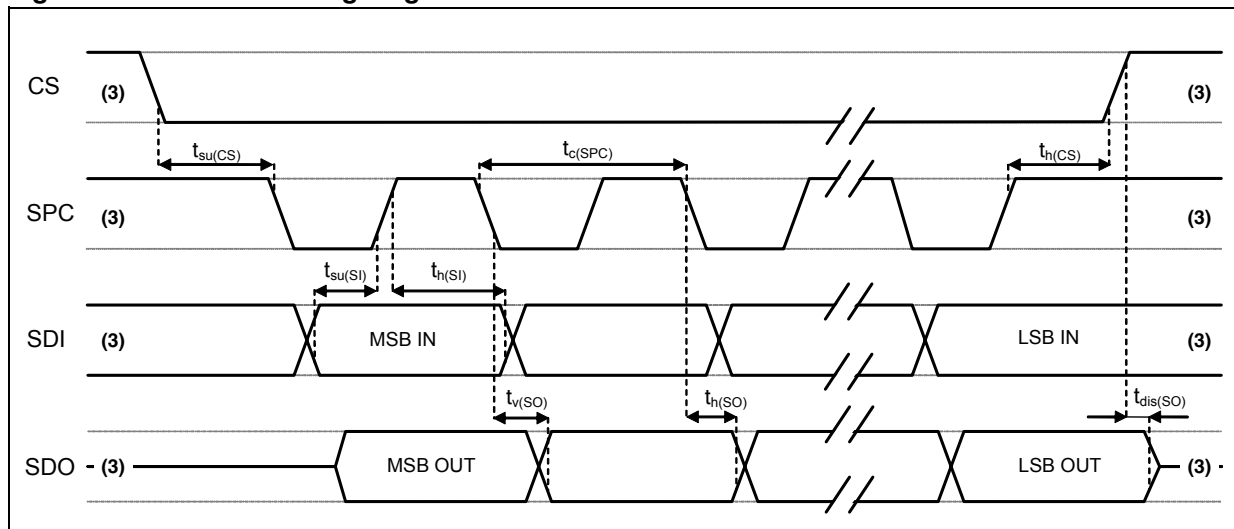 CS (3) (3)
t_su(CS) t_c(SPC) t_h(CS)
SPC (3) (3)
t_su(SI) t_h(SI)
SDI (3) MSB IN LSB IN (3)
t_v(SO) t_h(SO) t_dis(SO)
SDO (3) MSB OUT LSB OUT (3)